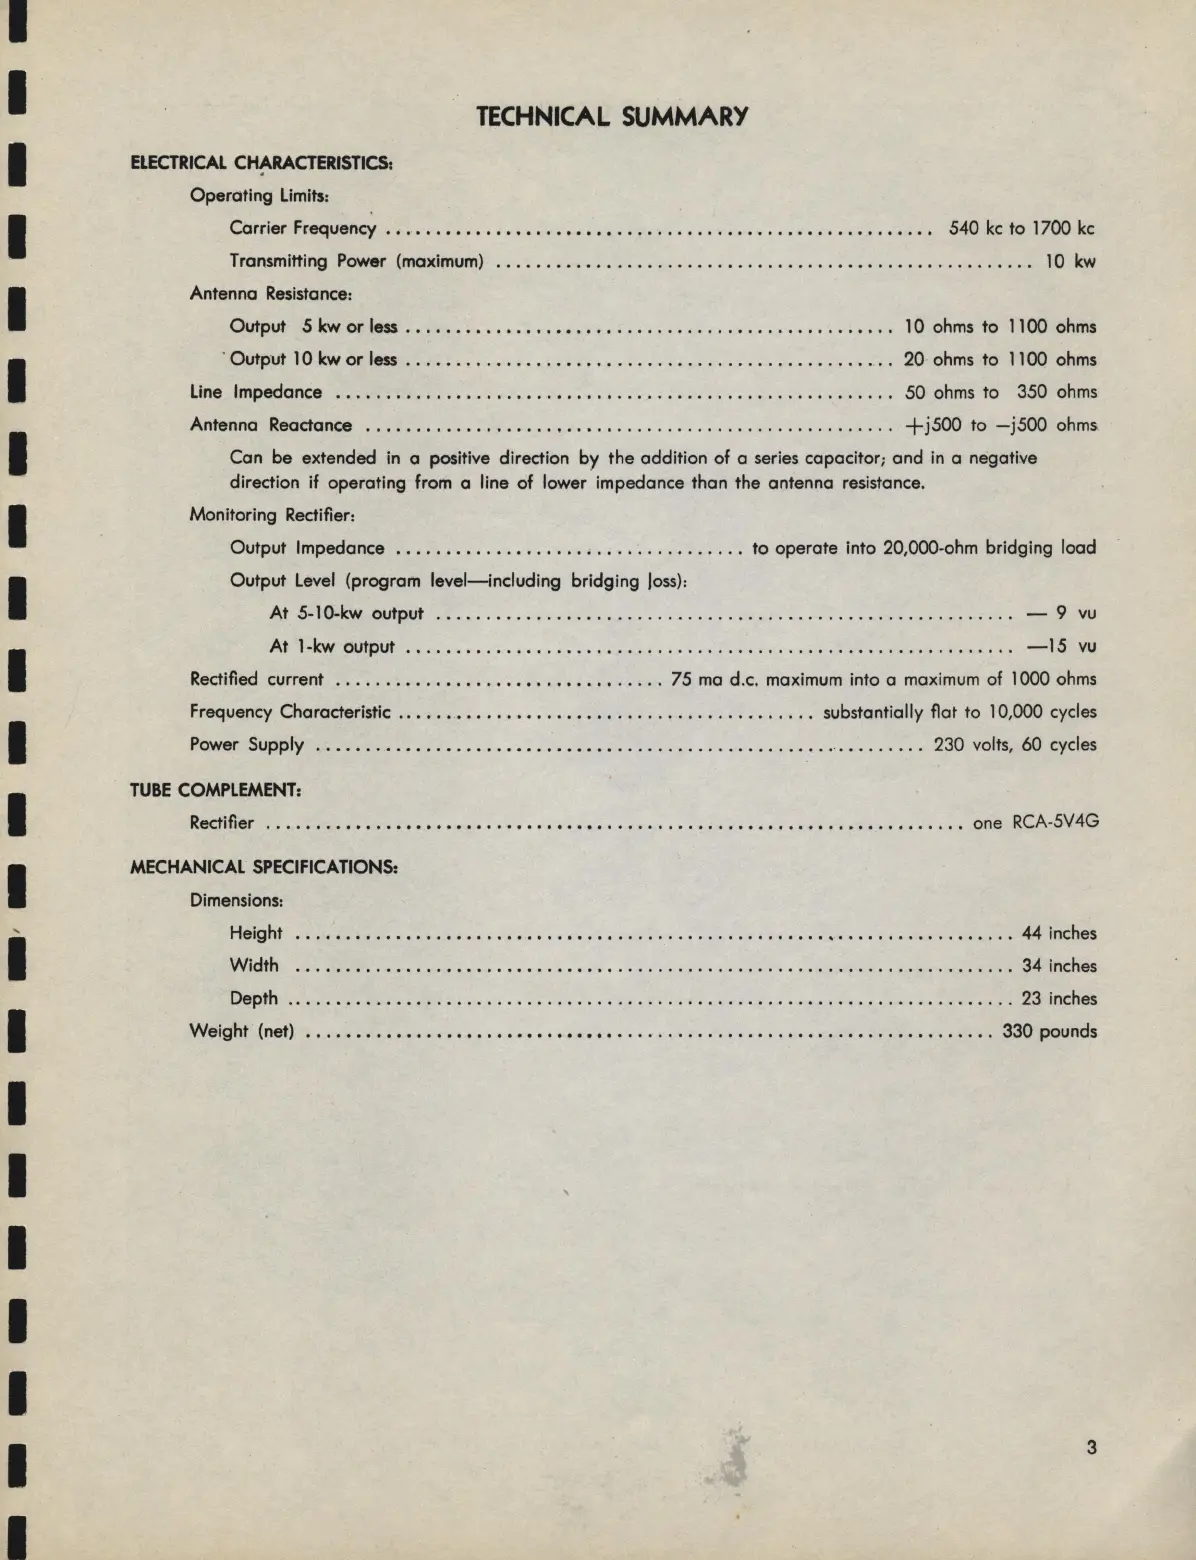 TECHNICAL SUMMARY
ELECTRICAL CHARACTERISTICS:
Operating Limits:
Carrier Frequency ........................................................ 540 kc to 1700 kc
Transmitting Power (maximum) ...................................................... 10 kw
Antenna Resistance:
Output 5 kw or less ................................................. 10 ohms to 1100 ohms
Output 10 kw or less ................................................. 20 ohms to 1100 ohms
Line Impedance ........................................................ 50 ohms to 350 ohms
Antenna Reactance ..................................................... +j500 to —j500 ohms
Can be extended in a positive direction by the addition of a series capacitor; and in a negative
direction if operating from a line of lower impedance than the antenna resistance.
Monitoring Rectifier:
Output Impedance ................................... to operate into 20,000-ohm bridging load
Output Level (program level—including bridging loss):
At 5-10-kw output .......................................................... — 9 vu
At 1-kw output ............................................................. —15 vu
Rectified current ................................. 75 ma d.c. maximum into a maximum of 1000 ohms
Frequency Characteristic .......................................... substantially flat to 10,000 cycles
Power Supply ............................................................. 230 volts, 60 cycles
TUBE COMPLEMENT:
Rectifier ...................................................................... one RCA-5V4G
MECHANICAL SPECIFICATIONS:
Dimensions:
Height ........................................................................ 44 inches
Width ........................................................................ 34 inches
Depth ......................................................................... 23 inches
Weight (net) ..................................................................... 330 pounds
3